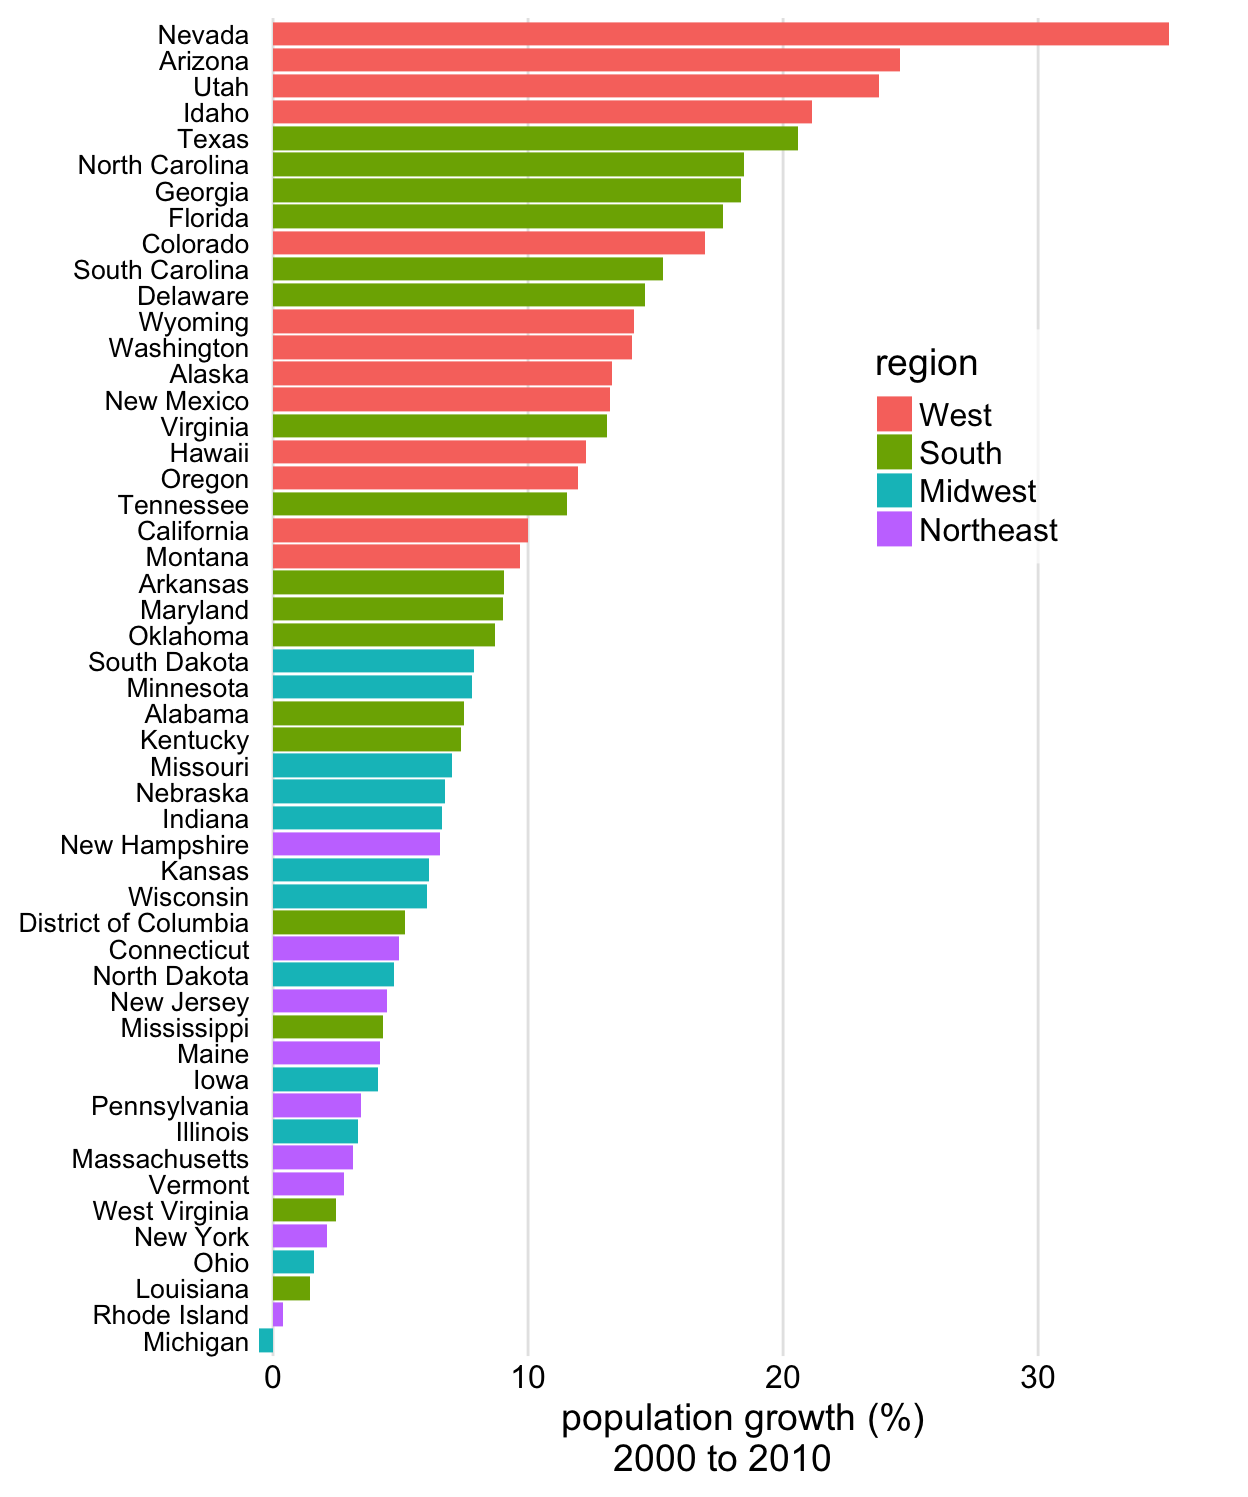 Nevada
Arizona
Utah
Idaho
Texas
North Carolina
Georgia
Florida
Colorado
South Carolina
Delaware
Wyoming
Washington
Alaska
New Mexico
Virginia
Hawaii
Oregon
Tennessee
California
Montana
Arkansas
Maryland
Oklahoma
South Dakota
Minnesota
Alabama
Kentucky
Missouri
Nebraska
Indiana
New Hampshire
Kansas
Wisconsin
District of Columbia
Connecticut
North Dakota
New Jersey
Mississippi
Maine
Iowa
Pennsylvania
Illinois
Massachusetts
Vermont
West Virginia
New York
Ohio
Louisiana
Rhode Island
Michigan
region
West
South
Midwest
Northeast
0 10 20 30
population growth (%)
2000 to 2010